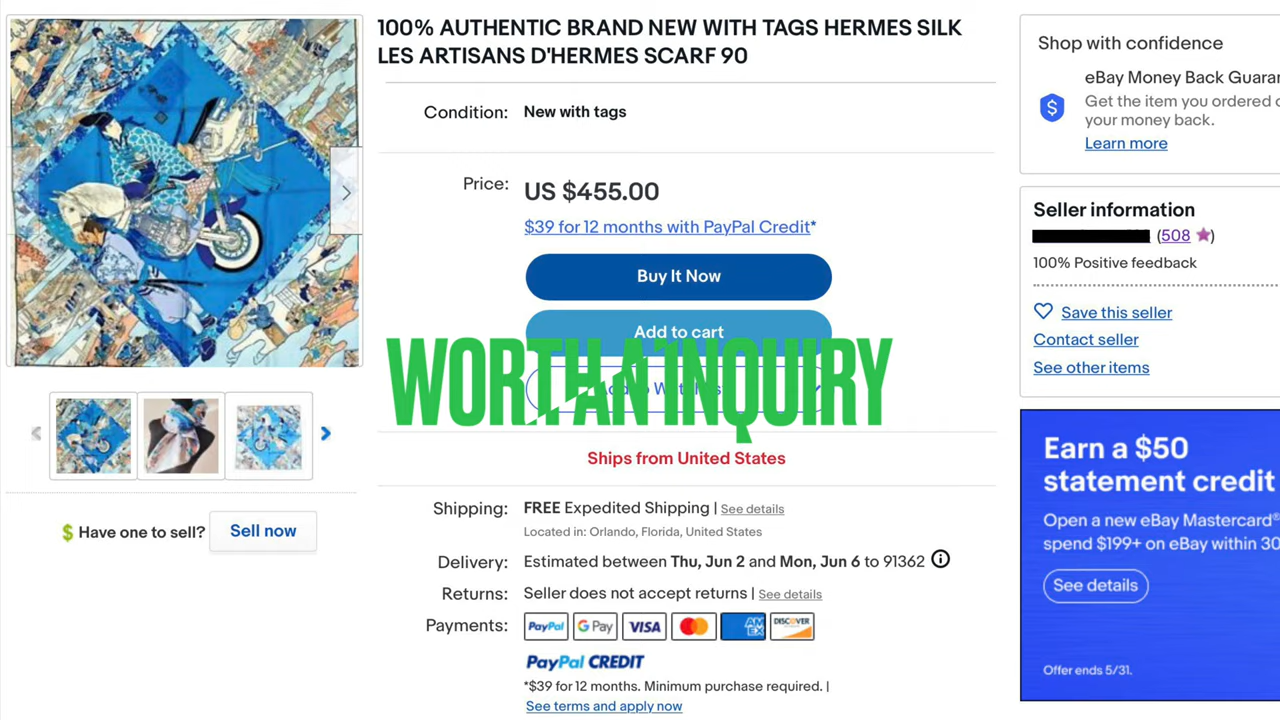 100% AUTHENTIC BRAND NEW WITH TAGS HERMES SILK
LES ARTISANS D'HERMES SCARF 90
Condition: New with tags
Price: US $455.00
$39 for 12 months with PayPal Credit*
Buy It Now
Add to cart
WORTH AN INQUIRY
Ships from United States
Shipping: FREE Expedited Shipping | See details
Located in: Orlando, Florida, United States
Delivery: Estimated between Thu, Jun 2 and Mon, Jun 6 to 91362
Returns: Seller does not accept returns | See details
Payments: PayPal G Pay VISA AM EX DISCOVER
PayPal CREDIT
*$39 for 12 months. Minimum purchase required. |
See terms and apply now
$ Have one to sell? Sell now
Shop with confidence
eBay Money Back Guaran
Get the item you ordered
your money back.
Learn more
Seller information
(508)
100% Positive feedback
Save this seller
Contact seller
See other items
Earn a $50
statement credit
Open a new eBay Mastercard®
spend $199+ on eBay within 30
See details
Offer ends 5/31.